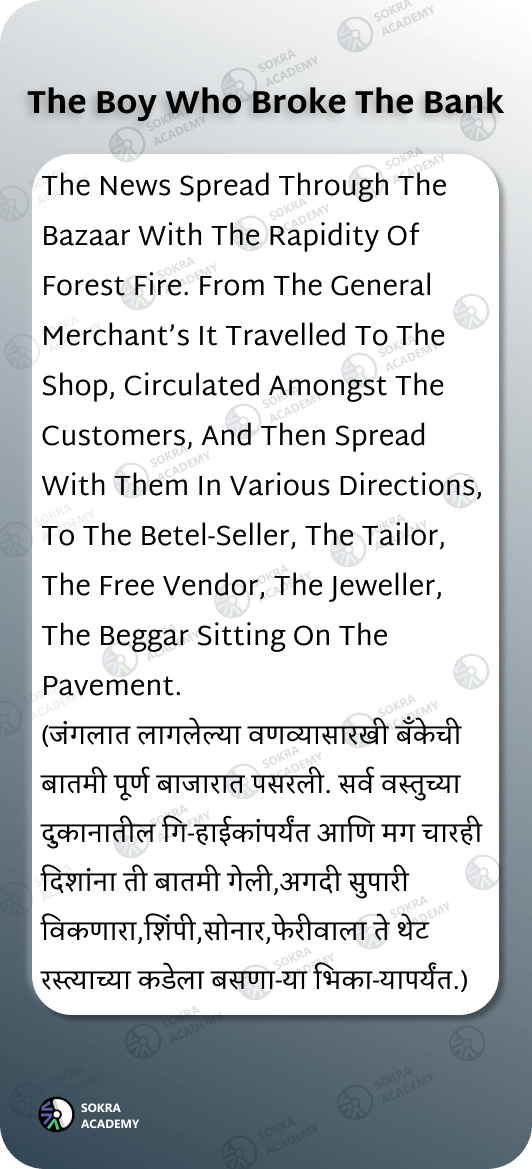 The Boy Who Broke The Bank
The News Spread Through The
Bazaar With The Rapidity Of
Forest Fire. From The General
Merchant’s It Travelled To The
Shop, Circulated Amongst The
Customers, And Then Spread
With Them In Various Directions,
To The Betel-Seller, The Tailor,
The Free Vendor, The Jeweller,
The Beggar Sitting On The
Pavement.
(जंगलात लागलेल्या वणव्यासारखी बँकेची
बातमी पूर्ण बाजारात पसरली. सर्व वस्तुच्या
दुकानातील गि-हाईकांपर्यंत आणि मग चारही
दिशांना ती बातमी गेली,अगदी सुपारी
विकणारा,शिंपी,सोनार,फेरीवाला ते थेट
रस्त्याच्या कडेला बसणा-या भिका-यापर्यंत.)
SOKRA
ACADEMY